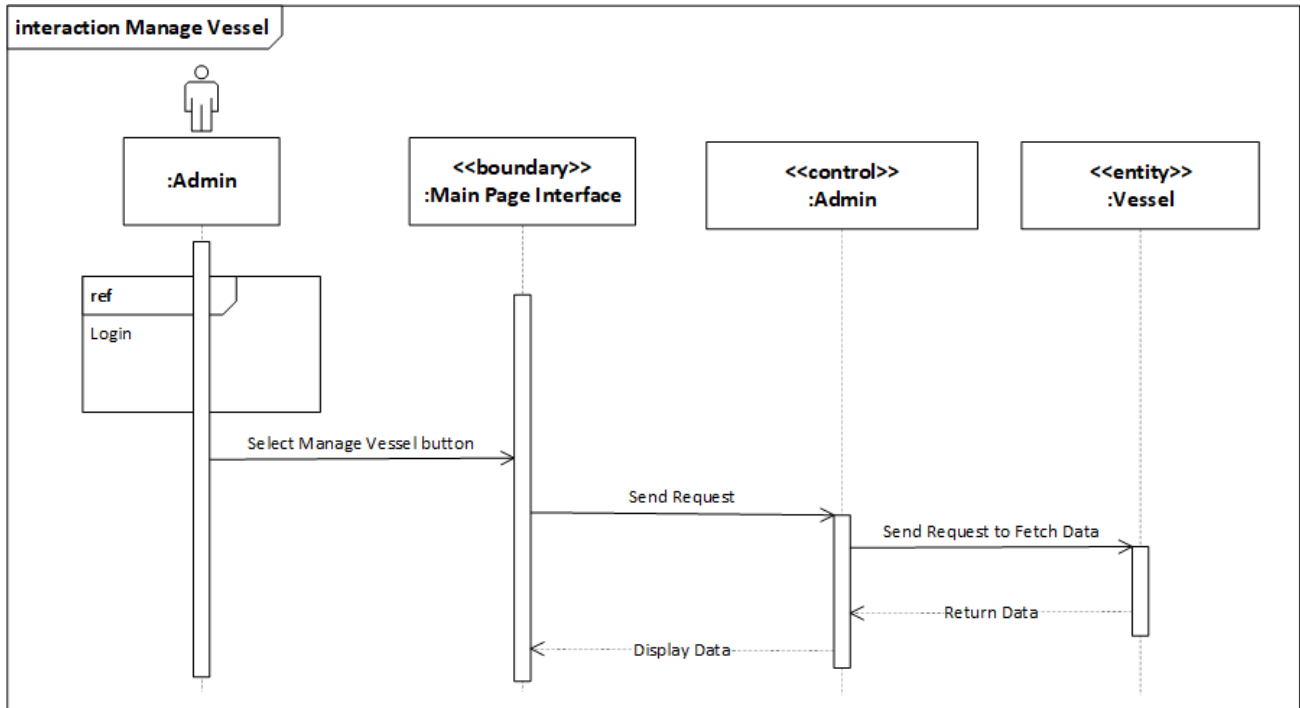 interaction Manage Vessel
:Admin
<<boundary>>
:Main Page Interface
<<control>>
:Admin
<<entity>>
:Vessel
ref
Login
Select Manage Vessel button
Send Request
Send Request to Fetch Data
Return Data
Display Data